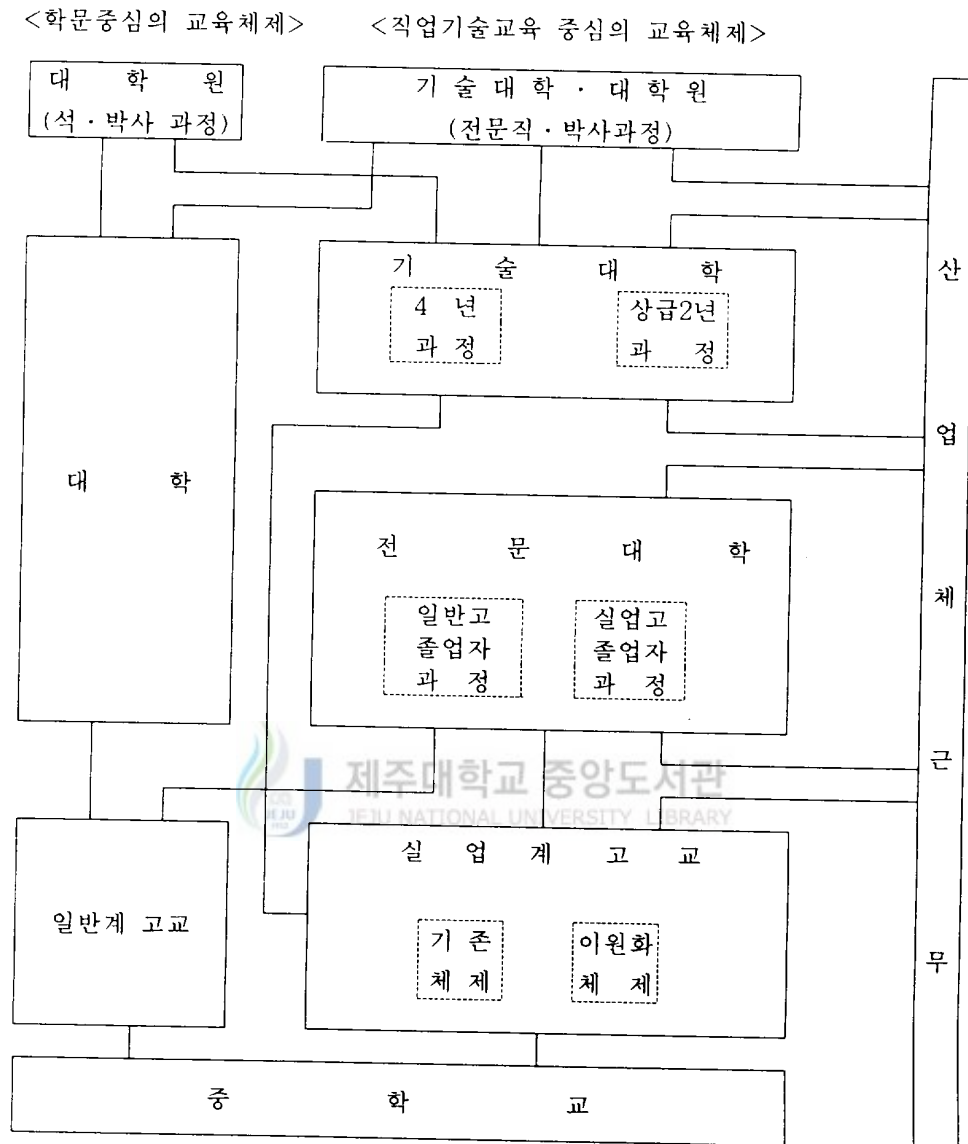 <학문중심의 교육체제>
<직업기술교육 중심의 교육체제>
대 학 원
(석·박사 과정)
기 술 대 학 · 대 학 원
(전문직·박사과정)
기 술 대 학
4 년
과 정
상급2년
과 정
대 학
전 문 대 학
일반고
졸업자
과 정
실업고
졸업자
과 정
제주대학교 중앙도서관
JEJU NATIONAL UNIVERSITY LIBRARY
일반계 고교
실 업 계 고 교
기 존
체 제
이원화
체 제
중 학 교
산
업
체
근
무